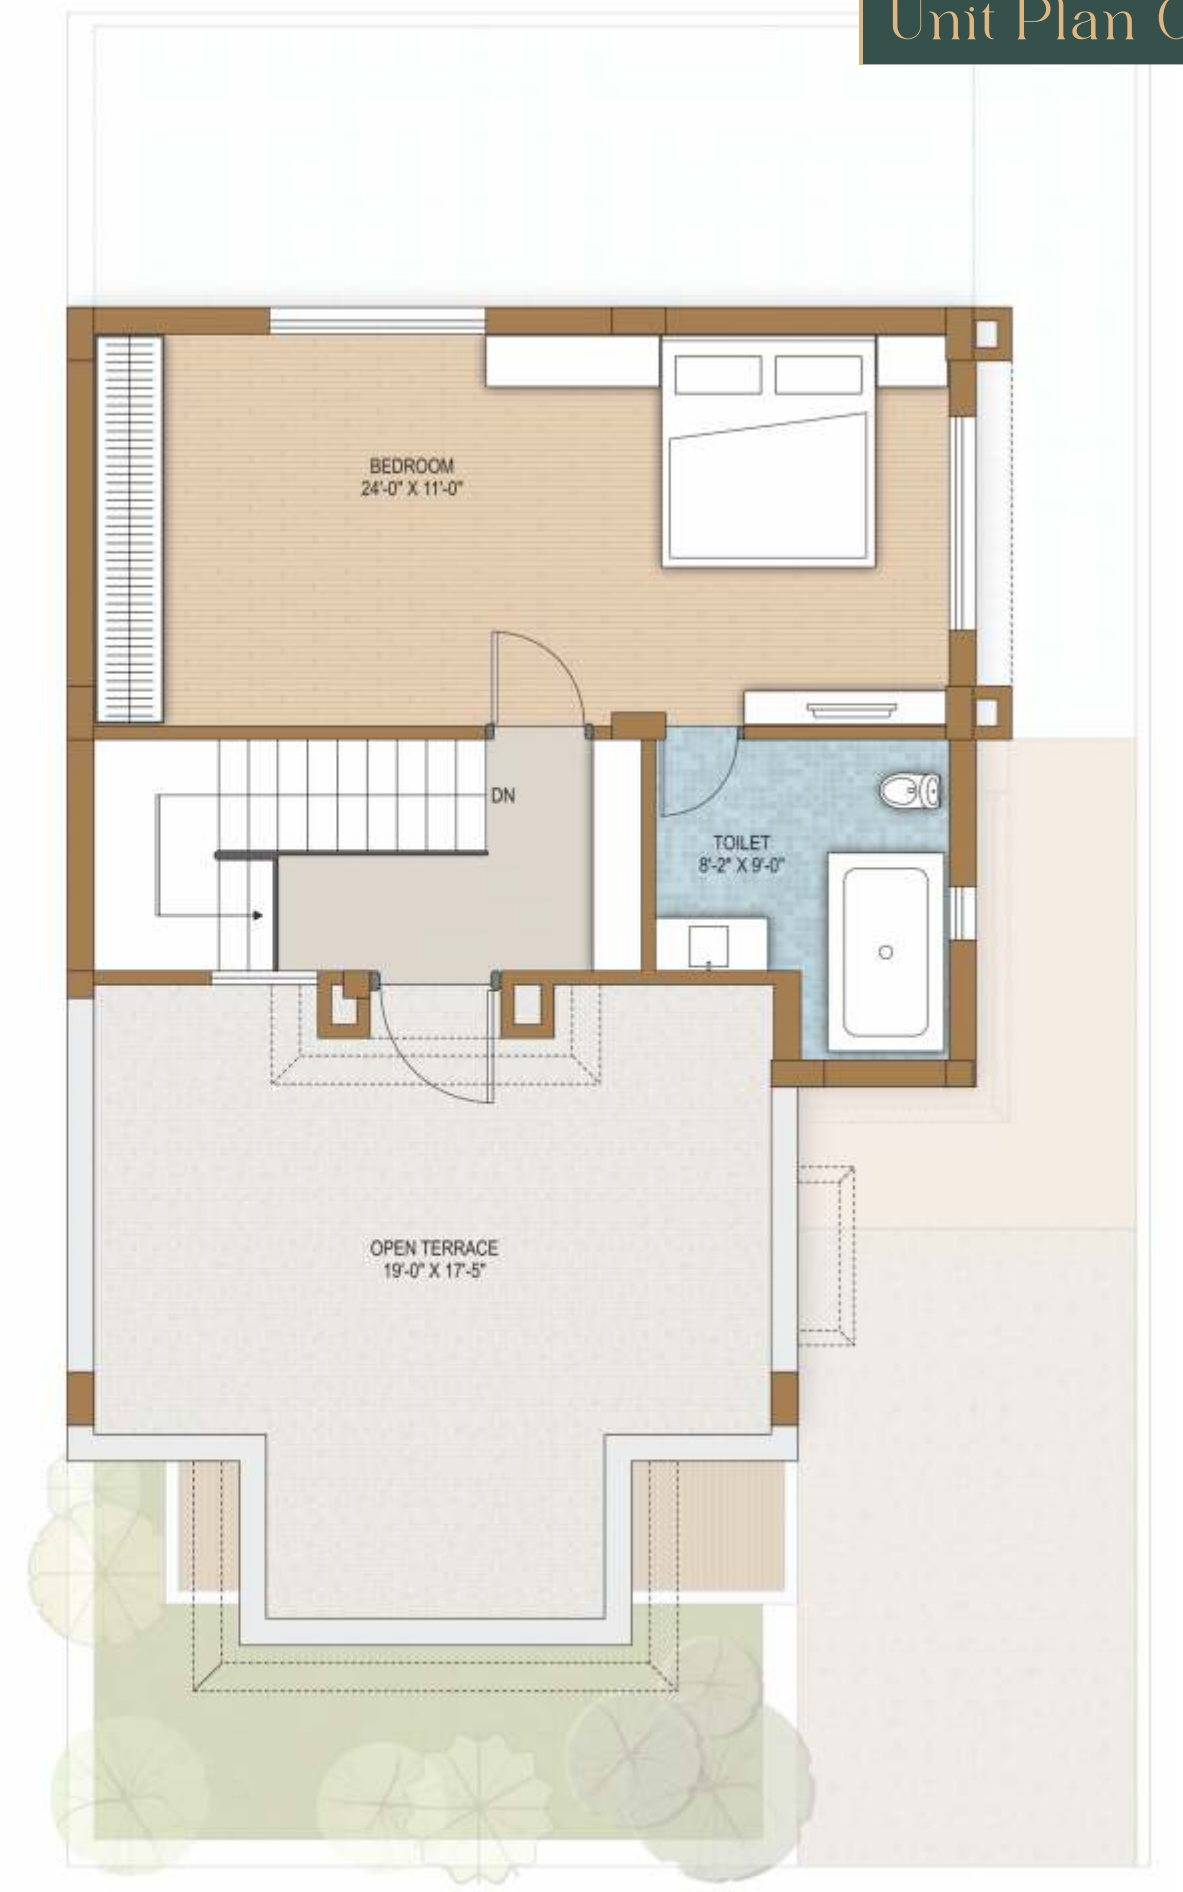 Unit Plan
BEDROOM
24'-0" X 11'-0"
DN
TOILET
8'-2" X 9'-0"
OPEN TERRACE
19'-0" X 17'-5"